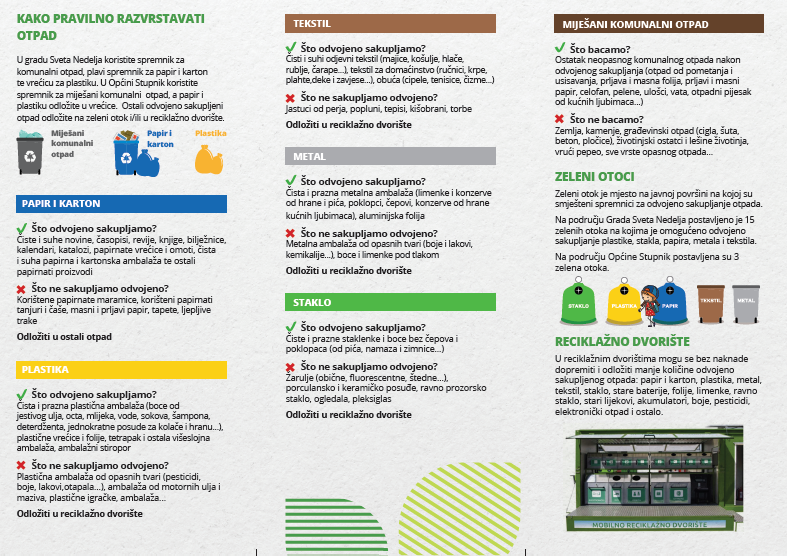 KAKO PRAVILNO RAZVRSTAVATI
OTPAD
U gradu Sveta Nedelja koristite spremnik za
komunalni otpad, plavi spremnik za papir i karton
te vrećicu za plastiku. U Općini Stupnik koristite
spremnik za miješani komunalni otpad, a papir i
plastiku odložite u vrećice. Ostali odvojeno sakupljeni
otpad odložite na zeleni otok i/ili u reciklažno dvorište.
Miješani
komunalni
otpad
Papir i
karton
Plastika
PAPIR I KARTON
Što odvojeno sakupljamo?
Čiste i suhe novine, časopisi, revije, knjige, bilježnice,
kalendari, katalozi, papirnate vrećice i omoti, čista
i suha papirna i kartonska ambalaža te ostali
papirnati proizvodi
Što ne sakupljamo odvojeno?
Korištene papirnate maramice, korišteni papirnati
tanjuri i čaše, masni i prljavi papir, tapete, ljepljive
trake
Odložiti u ostali otpad
PLASTIKA
Što odvojeno sakupljamo?
Čista i prazna plastična ambalaža (boce od
jestivog ulja, octa, mlijeka, vode, sokova, šampona,
deterdženta, jednokratne posude za kolače i hranu...),
plastične vrećice i folije, tetrapak i ostala višeslojna
ambalaža, ambalažni stiropor
Što ne sakupljamo odvojeno?
Plastična ambalaža od opasnih tvari (pesticidi,
boje, lakovi,otapala...), ambalaža od motornih ulja i
maziva, plastične igračke, ambalaža...
Odložiti u reciklažno dvorište
TEKSTIL
Što odvojeno sakupljamo?
Čisti i suhi odjevni tekstil (majice, košulje, hlače,
rublje, čarape...), tekstil za domaćinstvo (ručnici, krpe,
plahte,deke i zavjese...), obuća (cipele, tenisice, čizme...)
Što ne sakupljamo odvojeno?
Jastuci od perja, popluni, tepisi, kišobrani, torbe
Odložiti u reciklažno dvorište
METAL
Što odvojeno sakupljamo?
Čista i prazna metalna ambalaža (limenke i konzerve
od hrane i pića, poklopci, čepovi, konzerve od hrane
kućnih ljubimaca), aluminijska folija
Što ne sakupljamo odvojeno?
Metalna ambalaža od opasnih tvari (boje i lakovi,
kemikalije...), boce i limenke pod tlakom
Odložiti u reciklažno dvorište
STAKLO
Što odvojeno sakupljamo?
Čiste i prazne staklenke i boce bez čepova i
poklopaca (od pića, namaza i zimnice...)
Što ne sakupljamo odvojeno?
Žarulje (obične, fluorescentne, štedne...),
porculansko i keramičko posuđe, ravno prozorsko
staklo, ogledala, pleksiglas
Odložiti u reciklažno dvorište
MIJEŠANI KOMUNALNI OTPAD
Što bacamo?
Ostatak neopasnog komunalnog otpada nakon
odvojenog sakupljanja (otpad od pometanja i
usisavanja, prljava i masna folija, prljavi i masni
papir, celofan, pelene, ulošci, vata, otpadni pijesak
od kućnih ljubimaca...)
Što ne bacamo?
Zemlja, kamenje, građevinski otpad (cigla, šuta,
beton, pločice), životinjski ostatci i lešine životinja,
vrući pepeo, sve vrste opasnog otpada...
ZELENI OTOCI
Zeleni otok je mjesto na javnoj površini na kojoj su
smješteni spremnici za odvojeno sakupljanje otpada.
Na području Grada Sveta Nedelja postavljeno je 15
zelenih otoka na kojima je omogućeno odvojeno
sakupljanje plastike, stakla, papira, metala i tekstila.
Na području Općine Stupnik postavljena su 3
zelena otoka.
STAKLO
PLASTIKA
PAPIR
TEKSTIL
METAL
RECIKLAŽNO DVORIŠTE
U reciklažnim dvorištima mogu se bez naknade
dopremiti i odložiti manje količine odvojeno
sakupljenog otpada: papir i karton, plastika, metal,
tekstil, staklo, stare baterije, folije, limenke, ravno
staklo, stari lijekovi, akumulatori, boje, pesticidi,
elektronički otpad i ostalo.
MOBILNO RECIKLAŽNO DVORIŠTE